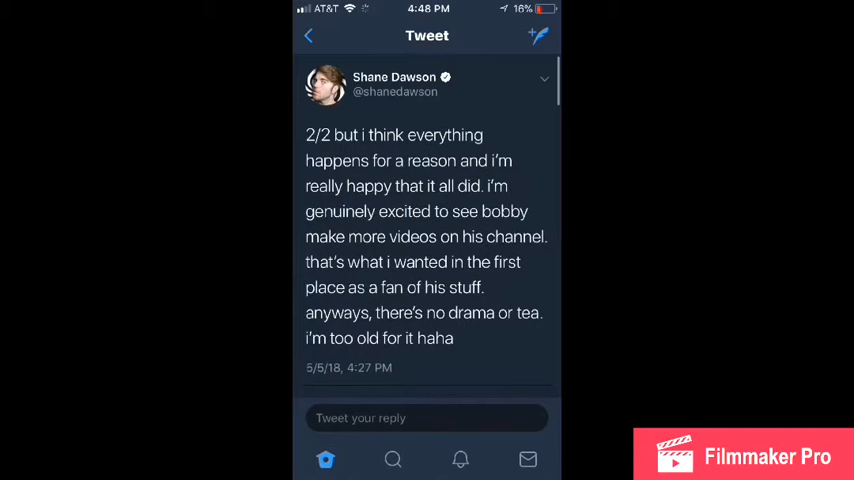 AT&T 4:48 PM 16%
Tweet
Shane Dawson
@shanedawson
2/2 but i think everything
happens for a reason and i'm
really happy that it all did. i'm
genuinely excited to see bobby
make more videos on his channel.
that's what i wanted in the first
place as a fan of his stuff.
anyways, there's no drama or tea.
i'm too old for it haha
5/5/18, 4:27 PM
Tweet your reply
Filmmaker Pro